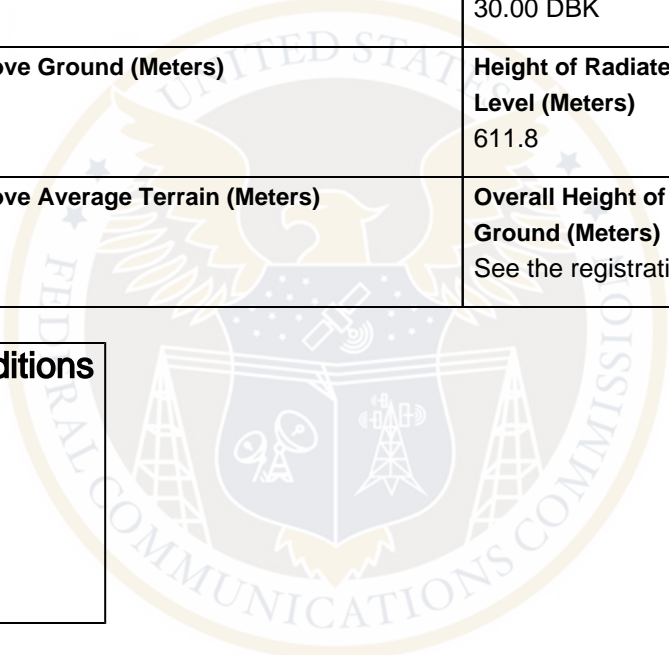 30.00 DBK
ove Ground (Meters)
Height of Radiate
Level (Meters)
611.8
ove Average Terrain (Meters)
Overall Height of
Ground (Meters)
See the registrati
ditions
UNITED STATES
FEDERAL COMMUNICATIONS COMMISSION